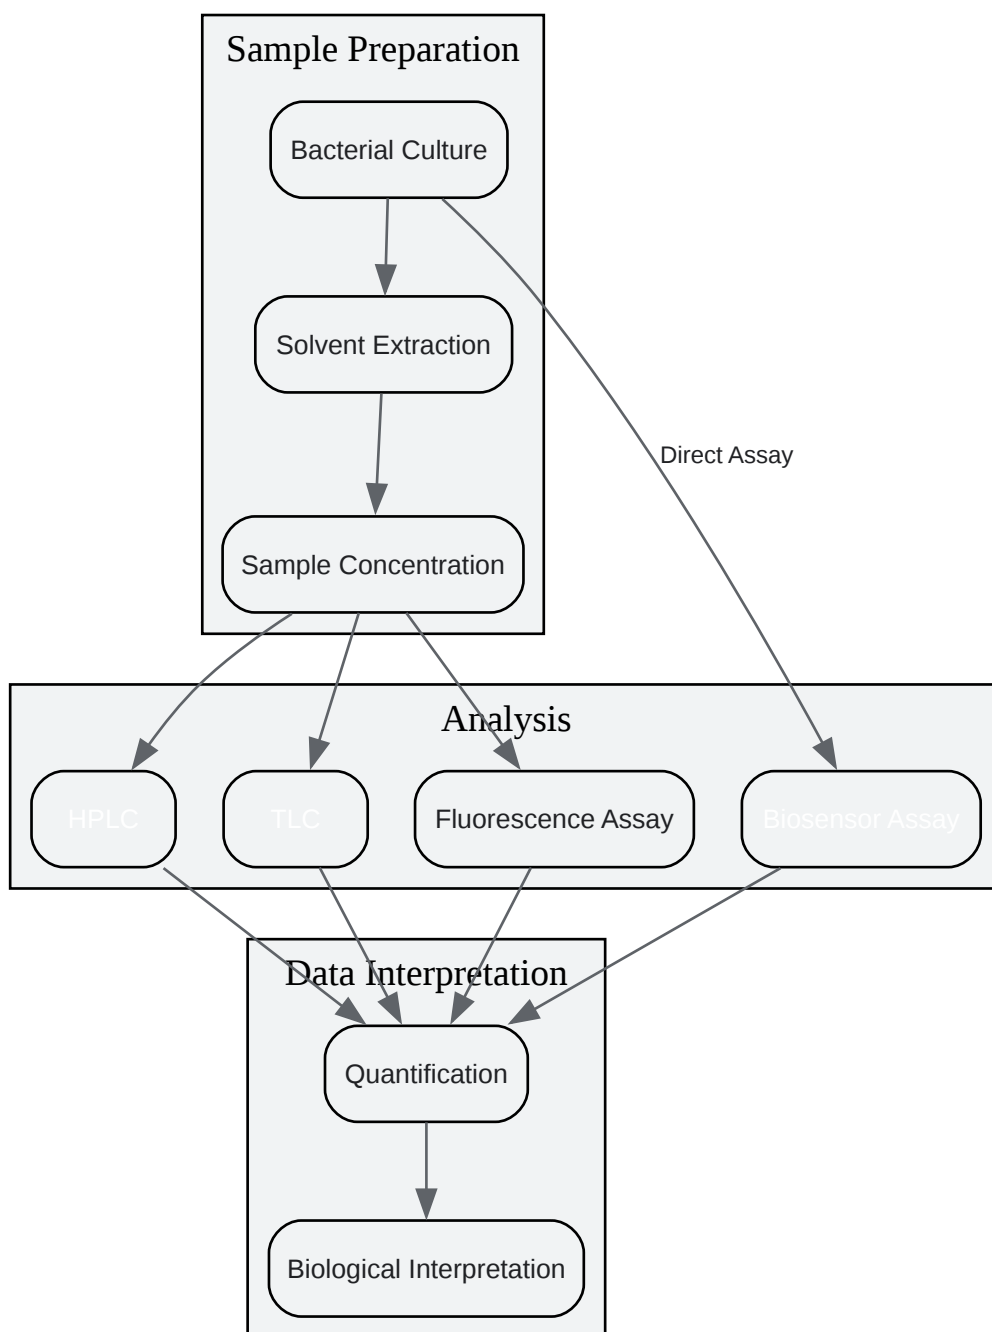 Sample Preparation
Bacterial Culture
Solvent Extraction
Direct Assay
Sample Concentration
Analysis
HPLC
TLC
Fluorescence Assay
Biosensor Assay
Data Interpretation
Quantification
Biological Interpretation